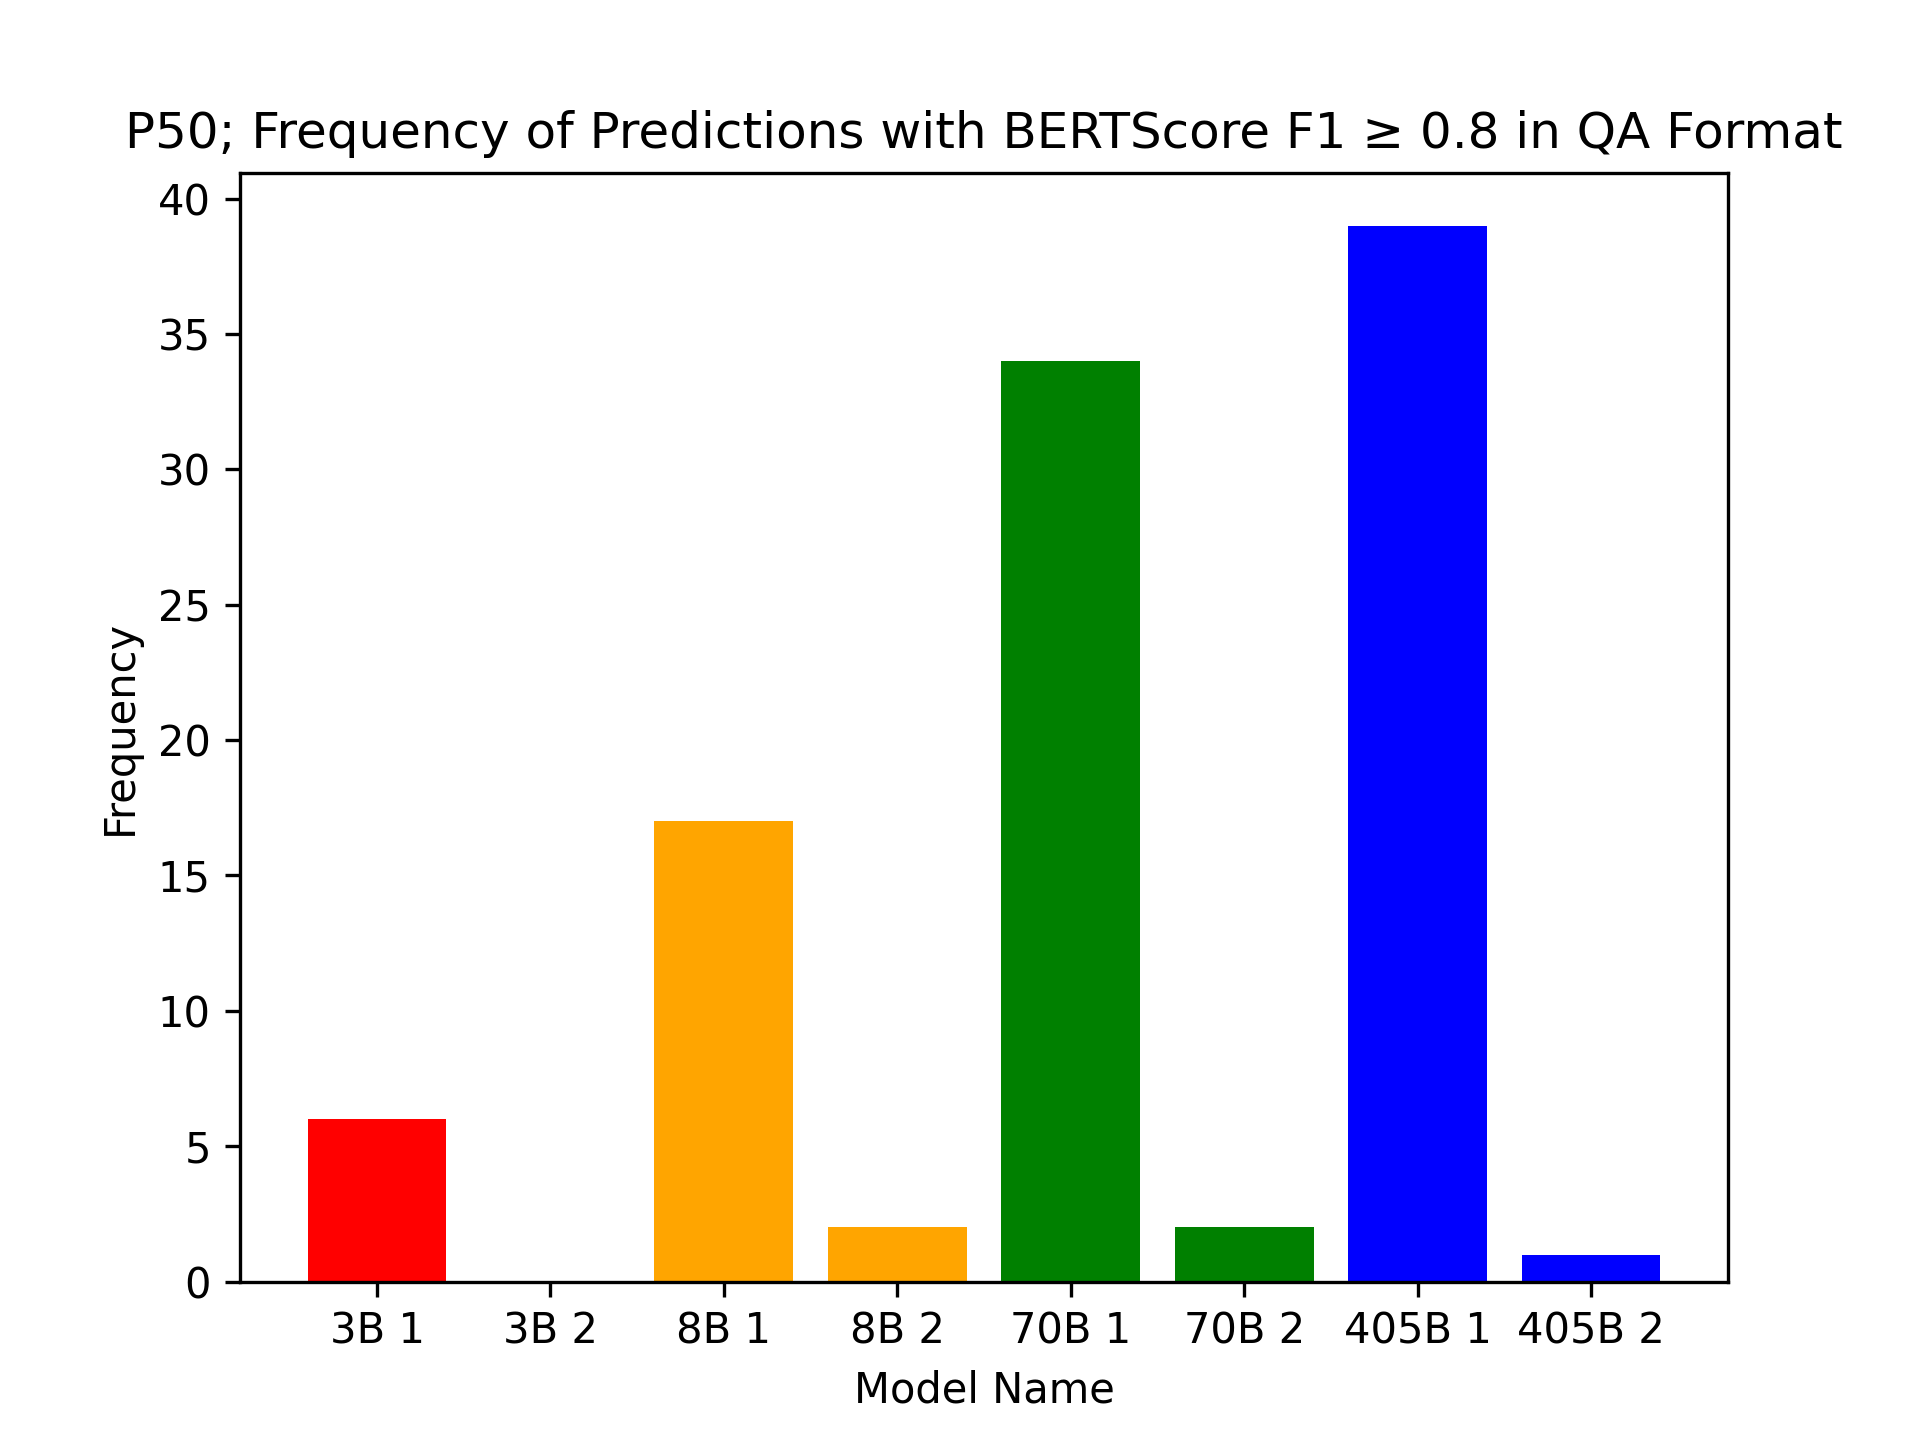 P50; Frequency of Predictions with BERTScore F1 ≥ 0.8 in QA Format
40
35
30
25
20
15
10
5
0
Frequency
3B 1 3B 2 8B 1 8B 2 70B 1 70B 2 405B 1 405B 2
Model Name